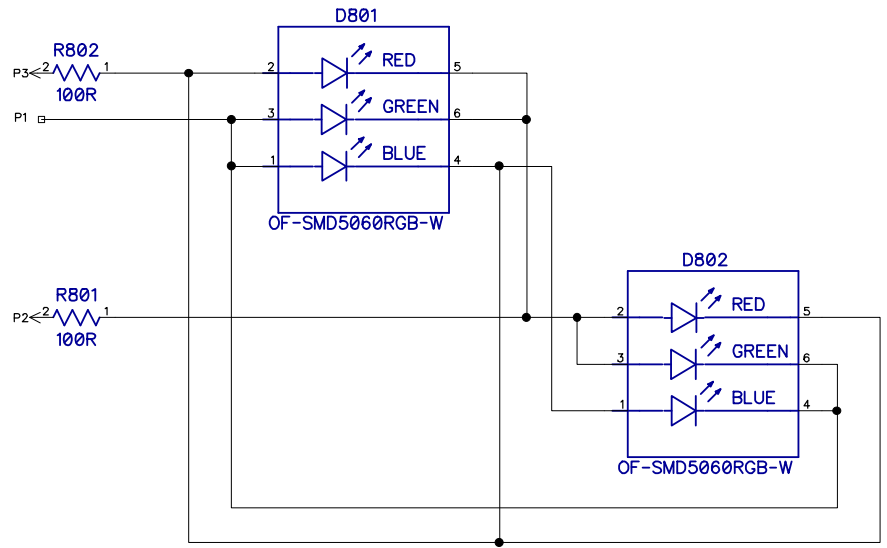 D801
R802
P3 2 1 2 RED 5
100R
P1 3 GREEN 6
1 BLUE 4
OF-SMD5060RGB-W
D802
R801
P2 2 1 2 RED 5
100R
3 GREEN 6
1 BLUE 4
OF-SMD5060RGB-W